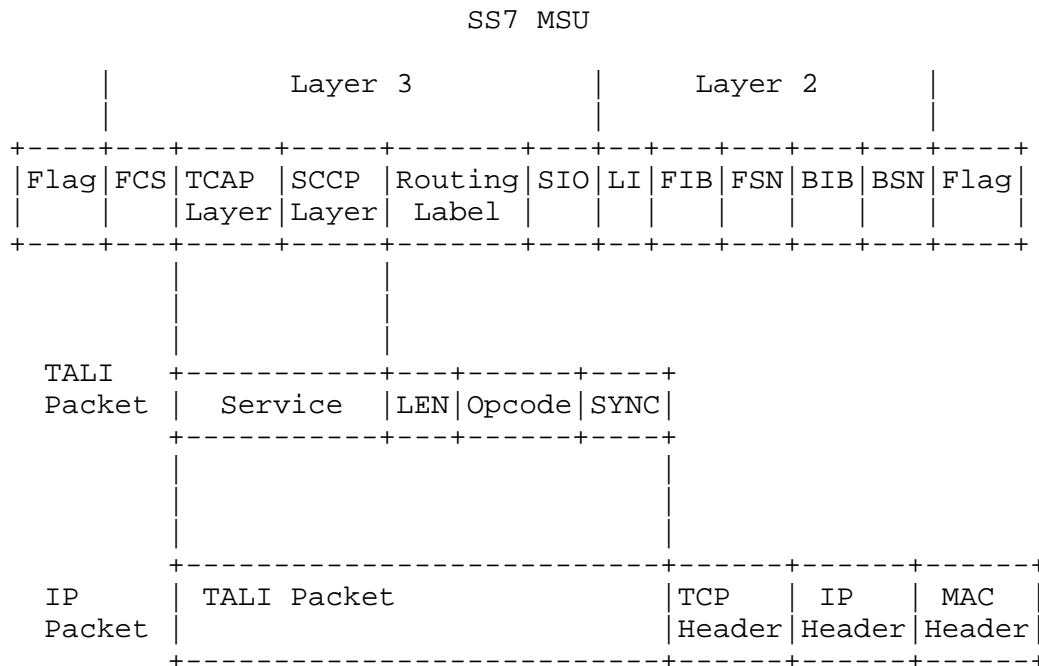 SS7 MSU
Layer 3 Layer 2
Flag FCS TCAP SCCP Routing SIO LI FIB FSN BIB BSN Flag
Layer Layer Label
TALI
Packet Service LEN Opcode SYNC
IP TALI Packet TCP IP MAC
Packet Header Header Header